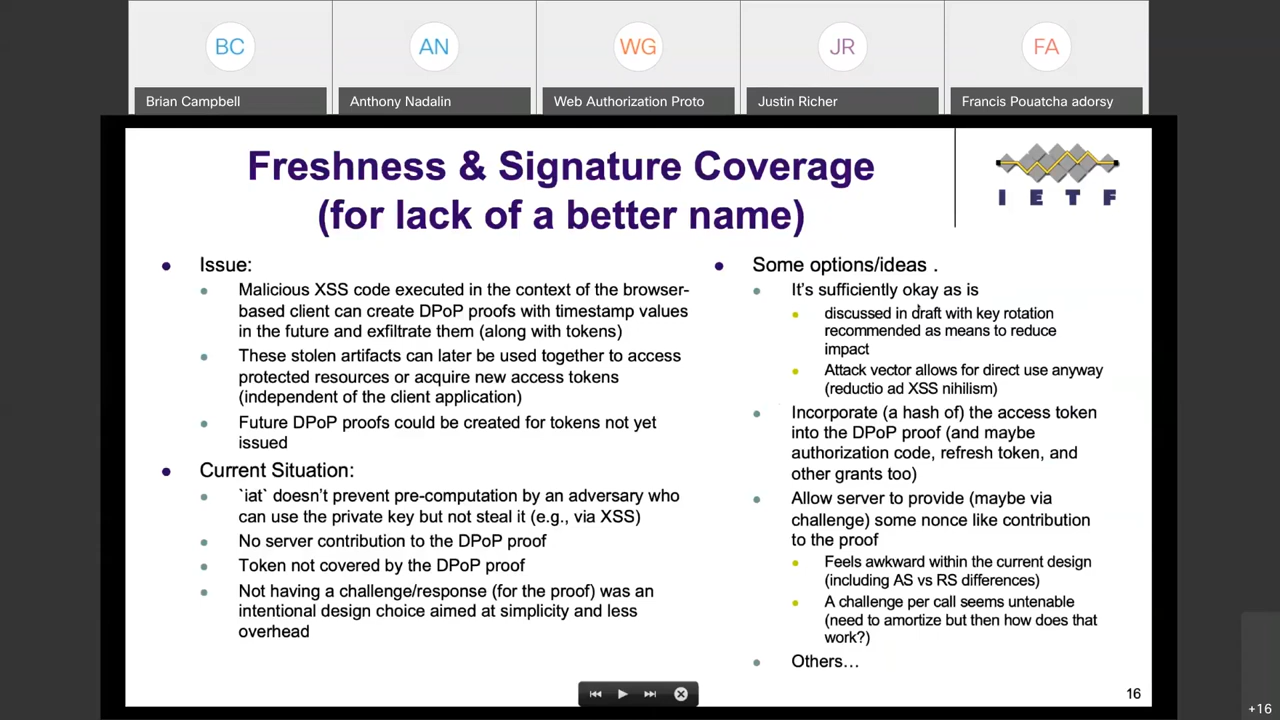 BC
AN
WG
JR
FA
Brian Campbell
Anthony Nadalin
Web Authorization Proto
Justin Richer
Francis Pouatcha adorsy
Freshness & Signature Coverage
(for lack of a better name)
I E T F
Issue:
Malicious XSS code executed in the context of the browser-
based client can create DPoP proofs with timestamp values
in the future and exfiltrate them (along with tokens)
These stolen artifacts can later be used together to access
protected resources or acquire new access tokens
(independent of the client application)
Future DPoP proofs could be created for tokens not yet
issued
Current Situation:
`iat` doesn't prevent pre-computation by an adversary who
can use the private key but not steal it (e.g., via XSS)
No server contribution to the DPoP proof
Token not covered by the DPoP proof
Not having a challenge/response (for the proof) was an
intentional design choice aimed at simplicity and less
overhead
Some options/ideas .
It's sufficiently okay as is
discussed in draft with key rotation
recommended as means to reduce
impact
Attack vector allows for direct use anyway
(reductio ad XSS nihilism)
Incorporate (a hash of) the access token
into the DPoP proof (and maybe
authorization code, refresh token, and
other grants too)
Allow server to provide (maybe via
challenge) some nonce like contribution
to the proof
Feels awkward within the current design
(including AS vs RS differences)
A challenge per call seems untenable
(need to amortize but then how does that
work?)
Others…
16
+16